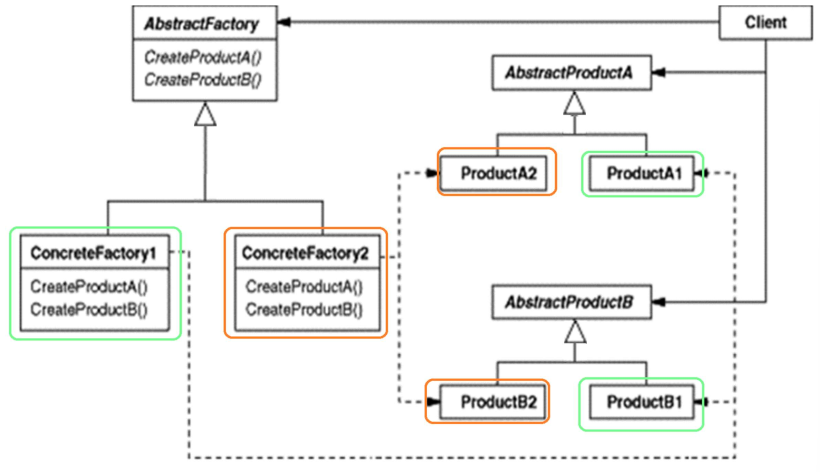 AbstractFactory
CreateProductA()
CreateProductB()
Client
AbstractProductA
ProductA2
ProductA1
ConcreteFactory1
CreateProductA()
CreateProductB()
ConcreteFactory2
CreateProductA()
CreateProductB()
AbstractProductB
ProductB2
ProductB1